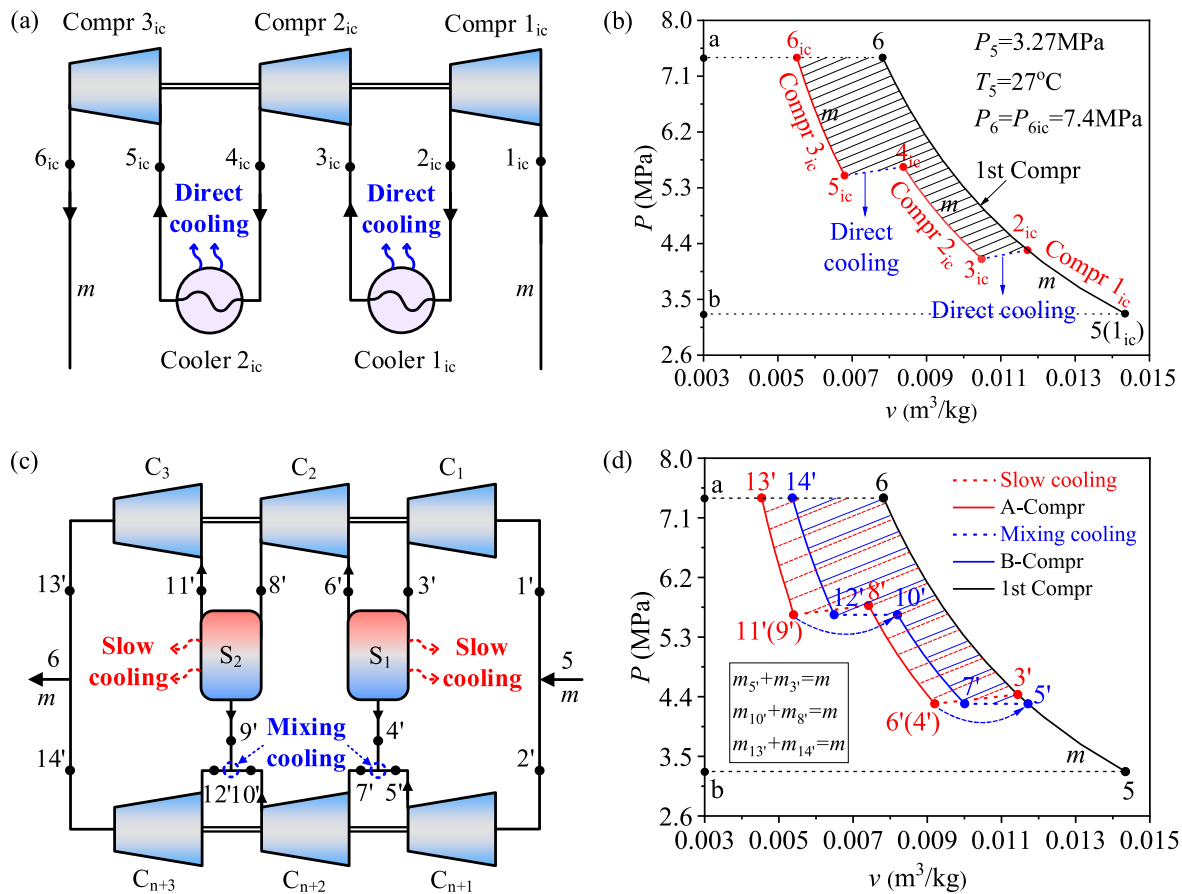 (a)
Compr 3ic
Compr 2ic
Compr 1ic
6ic
5ic
4ic
3ic
2ic
1ic
Direct
cooling
Direct
cooling
m
m
Cooler 2ic
Cooler 1ic
(b)
8.0
7.1
6.2
5.3
4.4
3.5
2.6
P (MPa)
a
6ic
6
P5=3.27MPa
T5=27°C
P6=P6ic=7.4MPa
Compr 3ic
m
4ic
1st Compr
5ic
m
Compr 2ic
Direct
cooling
2ic
Compr 1ic
3ic
m
Direct cooling
b
5(1ic)
0.003
0.007
0.009
0.011
0.013
0.015
v (m³/kg)
(c)
C3
C2
C1
13'
11'
8'
6'
3'
1'
Slow
cooling
S2
S1
Slow
cooling
6
m
5
m
9'
Mixing
cooling
4'
14'
12'
10'
7'
5'
2'
Cn+3
Cn+2
Cn+1
(d)
8.0
7.1
6.2
5.3
4.4
3.5
2.6
P (MPa)
a
13'
14'
6
Slow cooling
A-Compr
Mixing cooling
B-Compr
1st Compr
8'
12'
10'
11'(9')
m5'+m3'=m
m10'+m8'=m
m13'+m14'=m
7'
3'
5'
6'(4')
m
b
5
0.003
0.007
0.009
0.011
0.013
0.015
v (m³/kg)